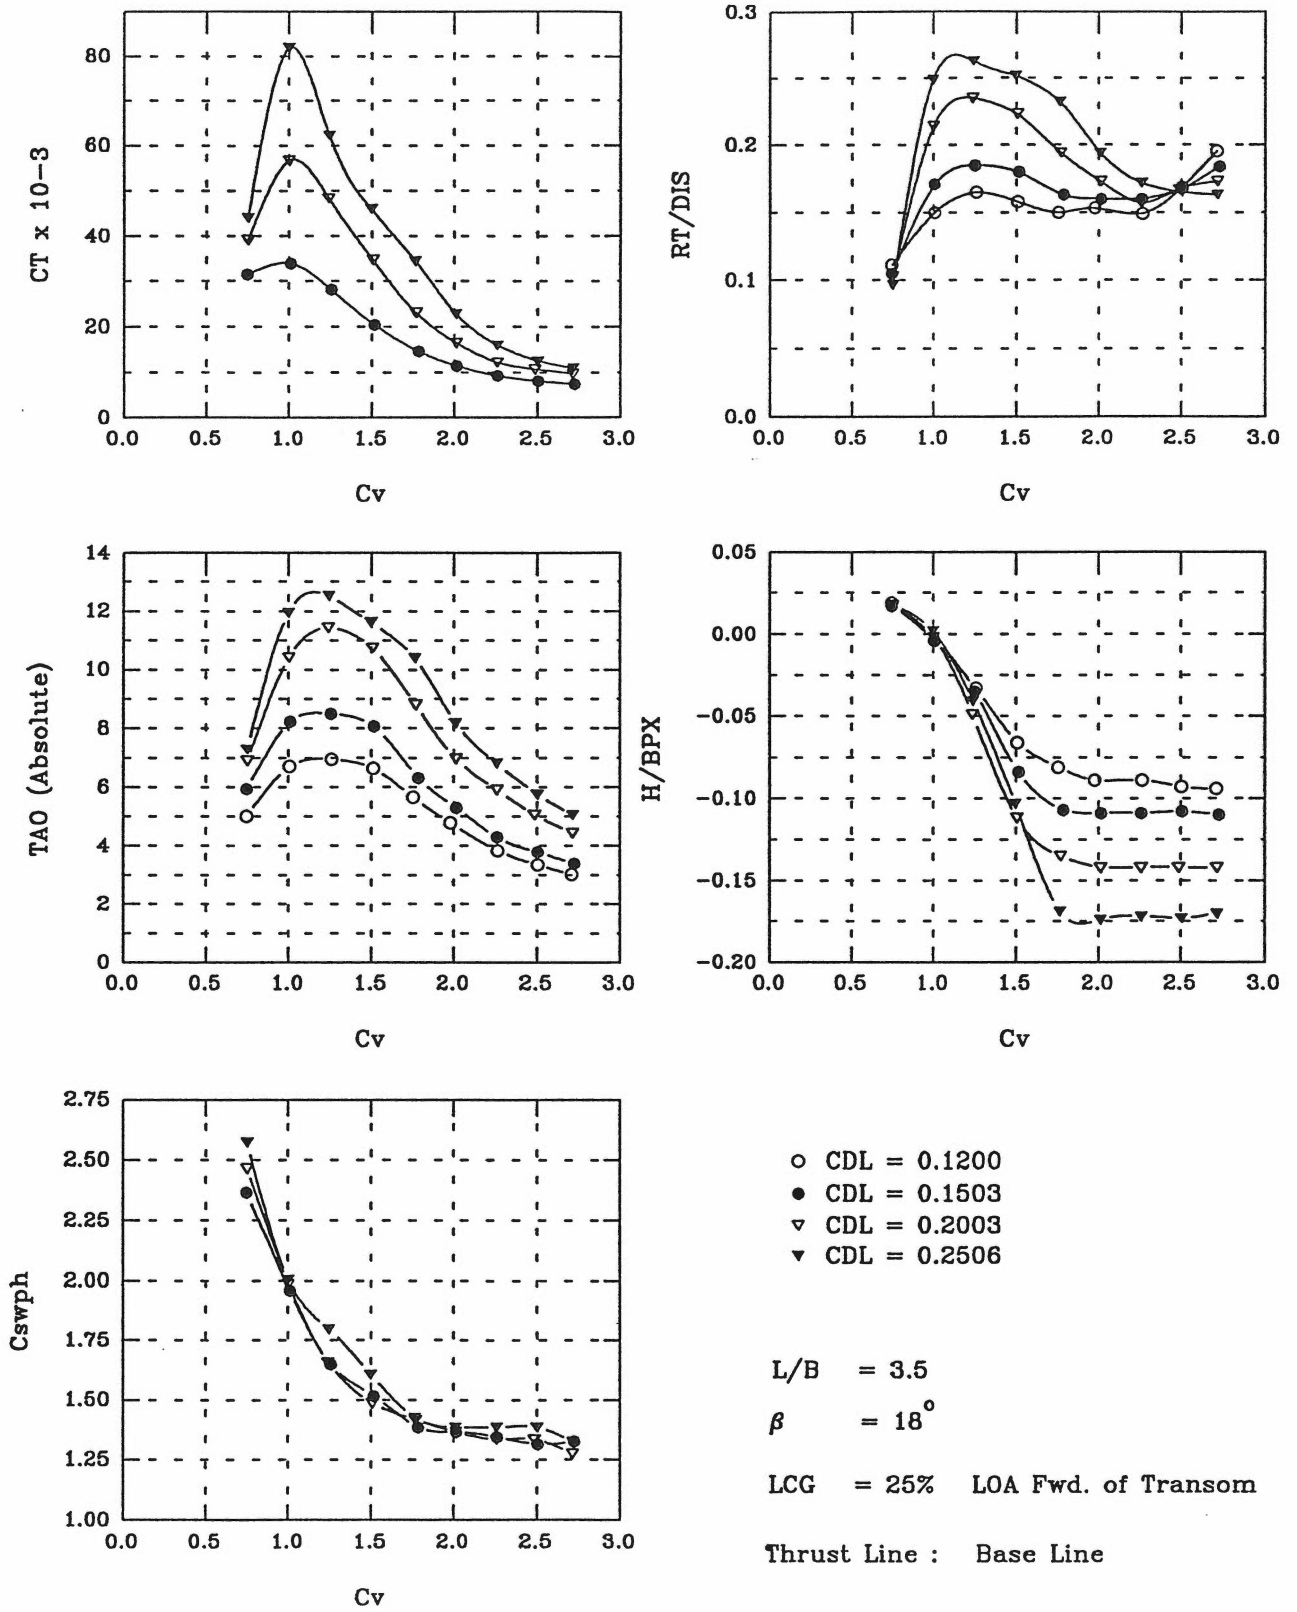 CT x 10-3
80
60
40
20
0
0.0 0.5 1.0 1.5 2.0 2.5 3.0
Cv
RT/DIS
0.3
0.2
0.1
0.0
0.0 0.5 1.0 1.5 2.0 2.5 3.0
Cv
TAO (Absolute)
14
12
10
8
6
4
2
0
0.0 0.5 1.0 1.5 2.0 2.5 3.0
Cv
H/BPX
0.05
0.00
-0.05
-0.10
-0.15
-0.20
0.0 0.5 1.0 1.5 2.0 2.5 3.0
Cv
Cswph
2.75
2.50
2.25
2.00
1.75
1.50
1.25
1.00
0.0 0.5 1.0 1.5 2.0 2.5 3.0
Cv
CDL = 0.1200
CDL = 0.1503
CDL = 0.2003
CDL = 0.2506
L/B = 3.5
β = 18°
LCG = 25% LOA Fwd. of Transom
Thrust Line : Base Line